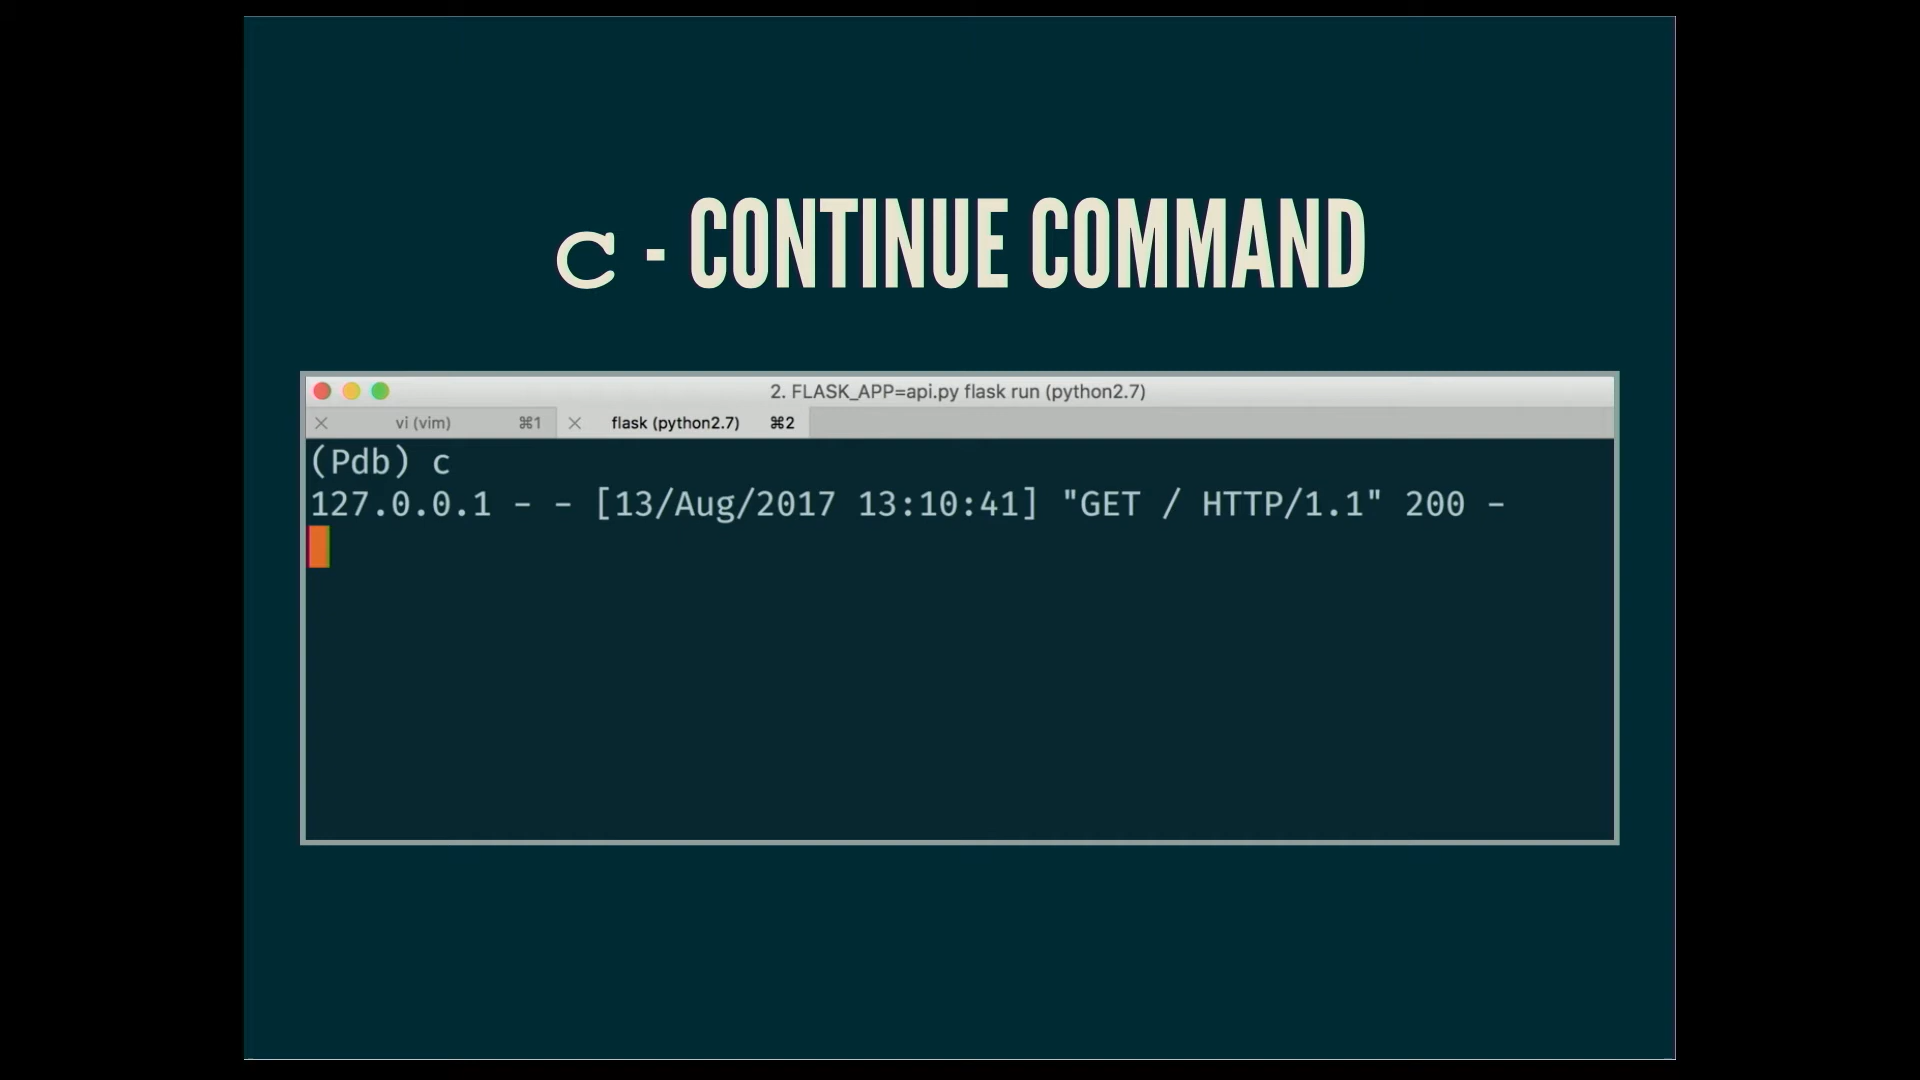 c - CONTINUE COMMAND
2. FLASK_APP=api.py flask run (python2.7)
vi (vim) ⌘1 flask (python2.7) ⌘2
(Pdb) c
127.0.0.1 - - [13/Aug/2017 13:10:41] "GET / HTTP/1.1" 200 -